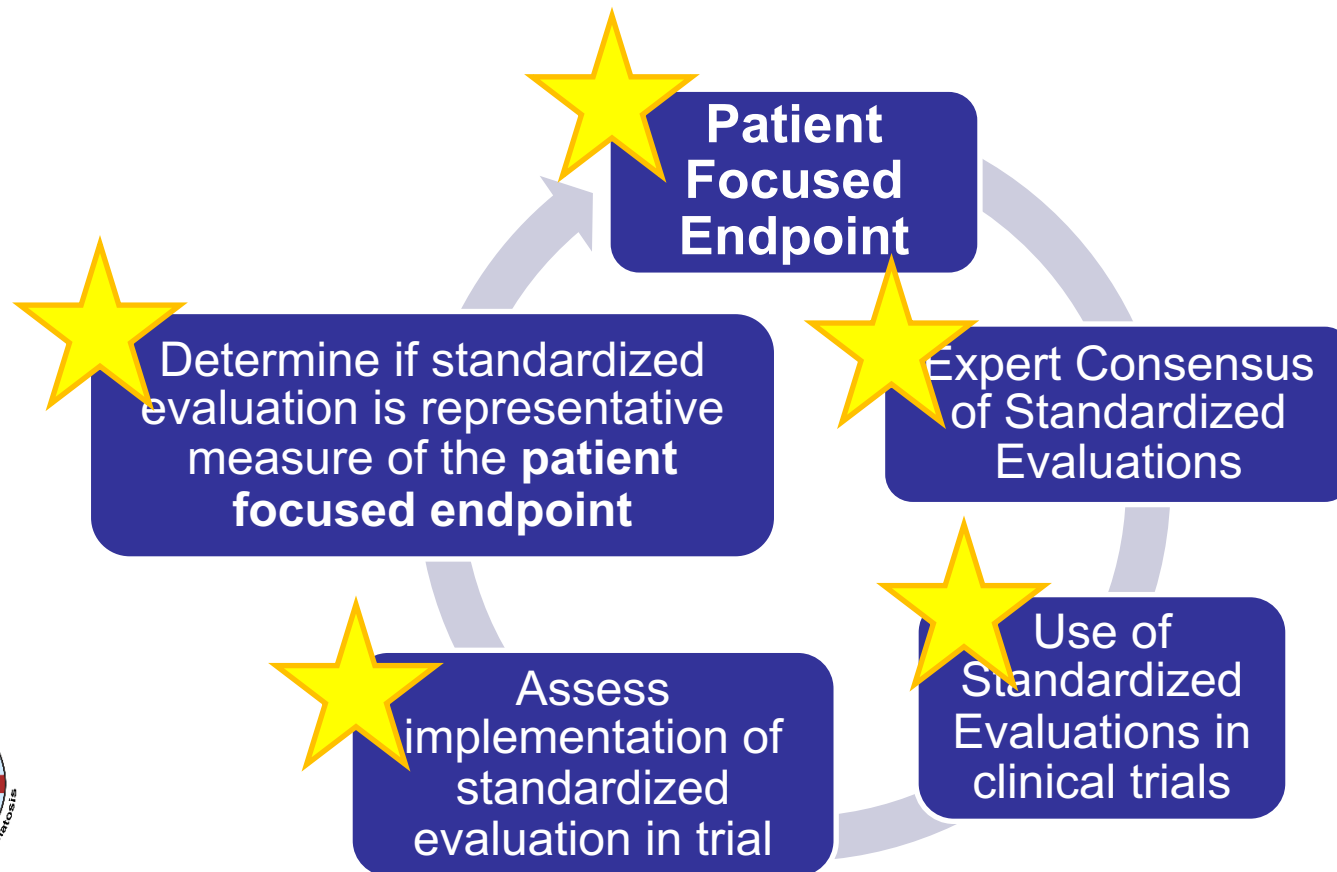 Patient
Focused
Endpoint
Expert Consensus
of Standardized
Evaluations
Use of
Standardized
Evaluations in
clinical trials
Assess
implementation of
standardized
evaluation in trial
Determine if standardized
evaluation is representative
measure of the patient
focused endpoint